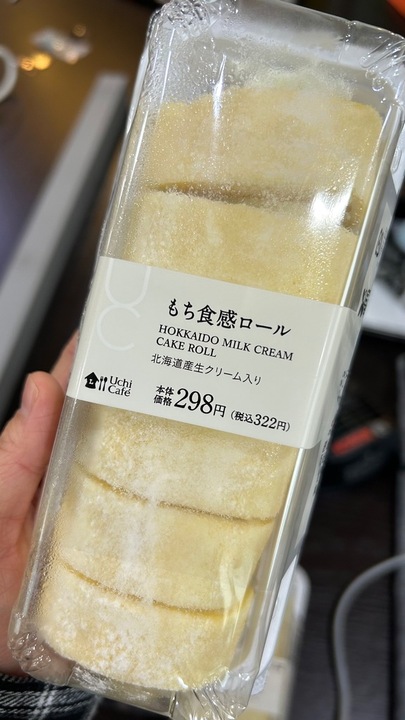 もち食感ロール
HOKKAIDO MILK CREAM
CAKE ROLL
北海道産生クリーム入り
Uchi
Café
本体
価格 298円 (税込322円)